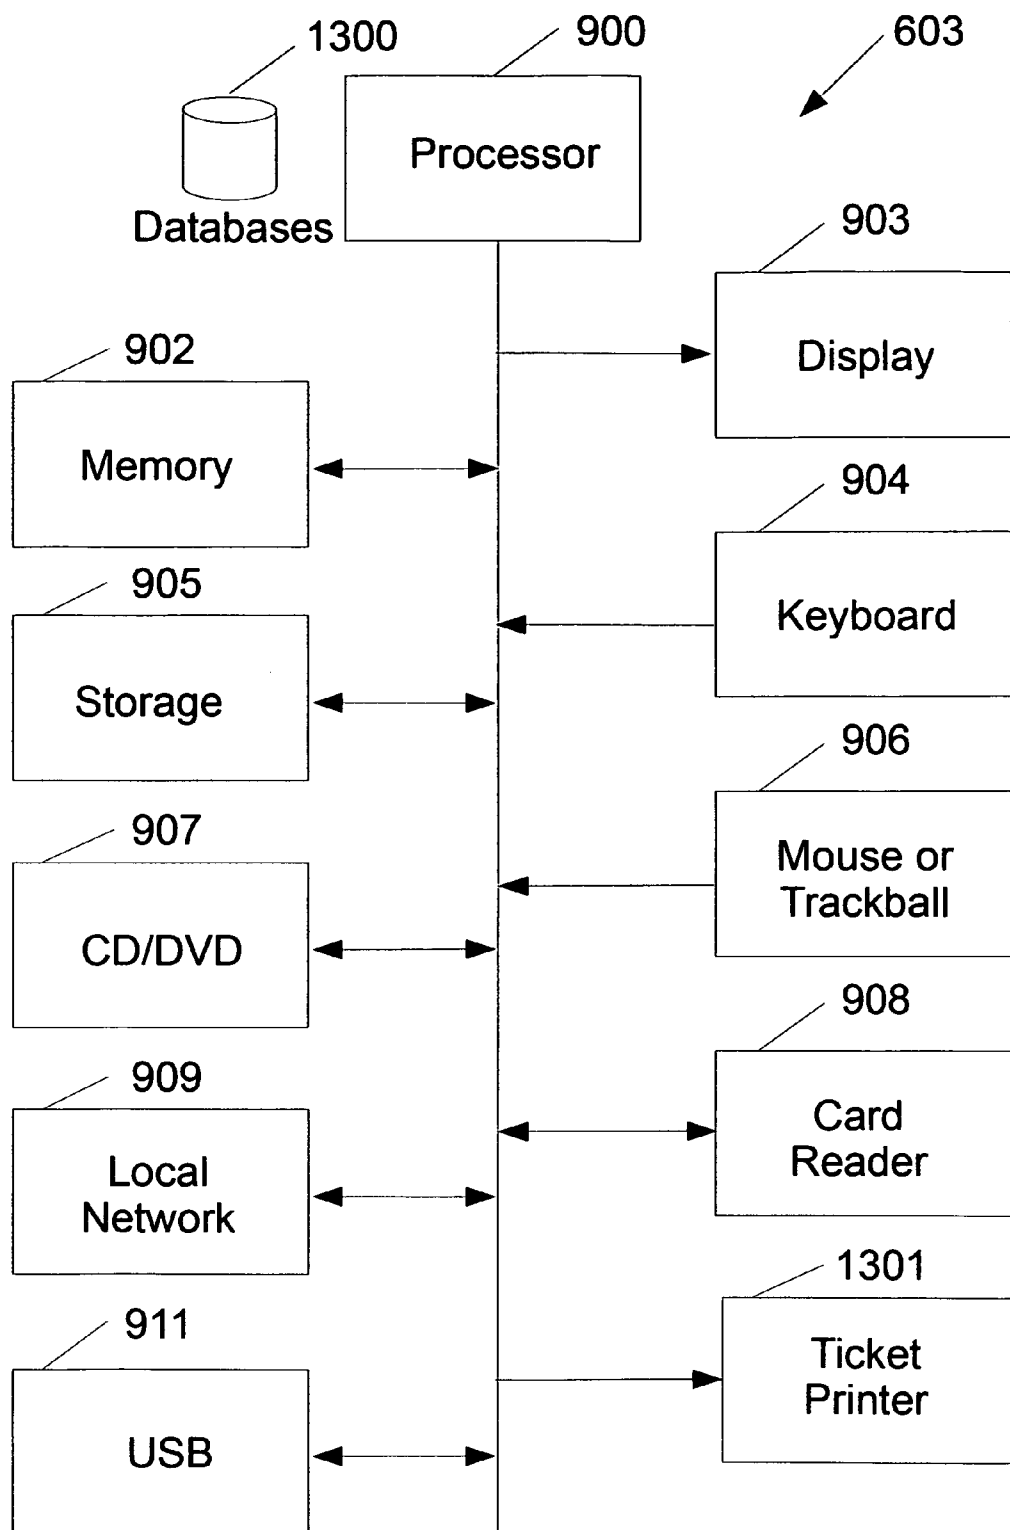 1300
900
603
Processor
Databases
903
Display
902
Memory
904
Keyboard
905
Storage
906
Mouse or
Trackball
907
CD/DVD
908
Card
Reader
909
Local
Network
1301
Ticket
Printer
911
USB